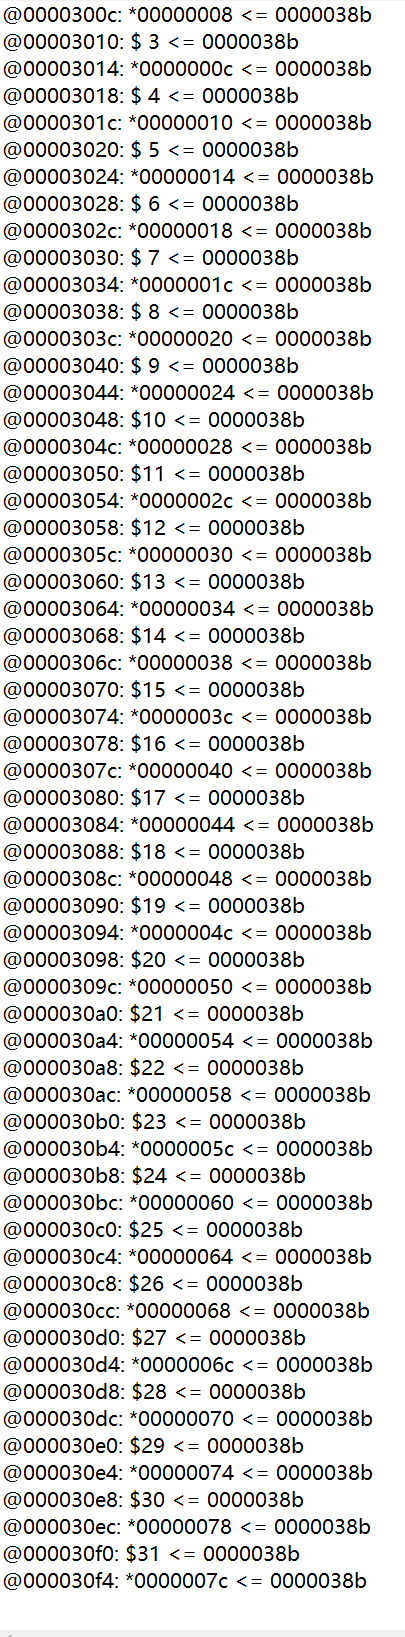 @0000300c: *00000008 <= 0000038b
@00003010: $ 3 <= 0000038b
@00003014: *0000000c <= 0000038b
@00003018: $ 4 <= 0000038b
@0000301c: *00000010 <= 0000038b
@00003020: $ 5 <= 0000038b
@00003024: *00000014 <= 0000038b
@00003028: $ 6 <= 0000038b
@0000302c: *00000018 <= 0000038b
@00003030: $ 7 <= 0000038b
@00003034: *0000001c <= 0000038b
@00003038: $ 8 <= 0000038b
@0000303c: *00000020 <= 0000038b
@00003040: $ 9 <= 0000038b
@00003044: *00000024 <= 0000038b
@00003048: $10 <= 0000038b
@0000304c: *00000028 <= 0000038b
@00003050: $11 <= 0000038b
@00003054: *0000002c <= 0000038b
@00003058: $12 <= 0000038b
@0000305c: *00000030 <= 0000038b
@00003060: $13 <= 0000038b
@00003064: *00000034 <= 0000038b
@00003068: $14 <= 0000038b
@0000306c: *00000038 <= 0000038b
@00003070: $15 <= 0000038b
@00003074: *0000003c <= 0000038b
@00003078: $16 <= 0000038b
@0000307c: *00000040 <= 0000038b
@00003080: $17 <= 0000038b
@00003084: *00000044 <= 0000038b
@00003088: $18 <= 0000038b
@0000308c: *00000048 <= 0000038b
@00003090: $19 <= 0000038b
@00003094: *0000004c <= 0000038b
@00003098: $20 <= 0000038b
@0000309c: *00000050 <= 0000038b
@000030a0: $21 <= 0000038b
@000030a4: *00000054 <= 0000038b
@000030a8: $22 <= 0000038b
@000030ac: *00000058 <= 0000038b
@000030b0: $23 <= 0000038b
@000030b4: *0000005c <= 0000038b
@000030b8: $24 <= 0000038b
@000030bc: *00000060 <= 0000038b
@000030c0: $25 <= 0000038b
@000030c4: *00000064 <= 0000038b
@000030c8: $26 <= 0000038b
@000030cc: *00000068 <= 0000038b
@000030d0: $27 <= 0000038b
@000030d4: *0000006c <= 0000038b
@000030d8: $28 <= 0000038b
@000030dc: *00000070 <= 0000038b
@000030e0: $29 <= 0000038b
@000030e4: *00000074 <= 0000038b
@000030e8: $30 <= 0000038b
@000030ec: *00000078 <= 0000038b
@000030f0: $31 <= 0000038b
@000030f4: *0000007c <= 0000038b